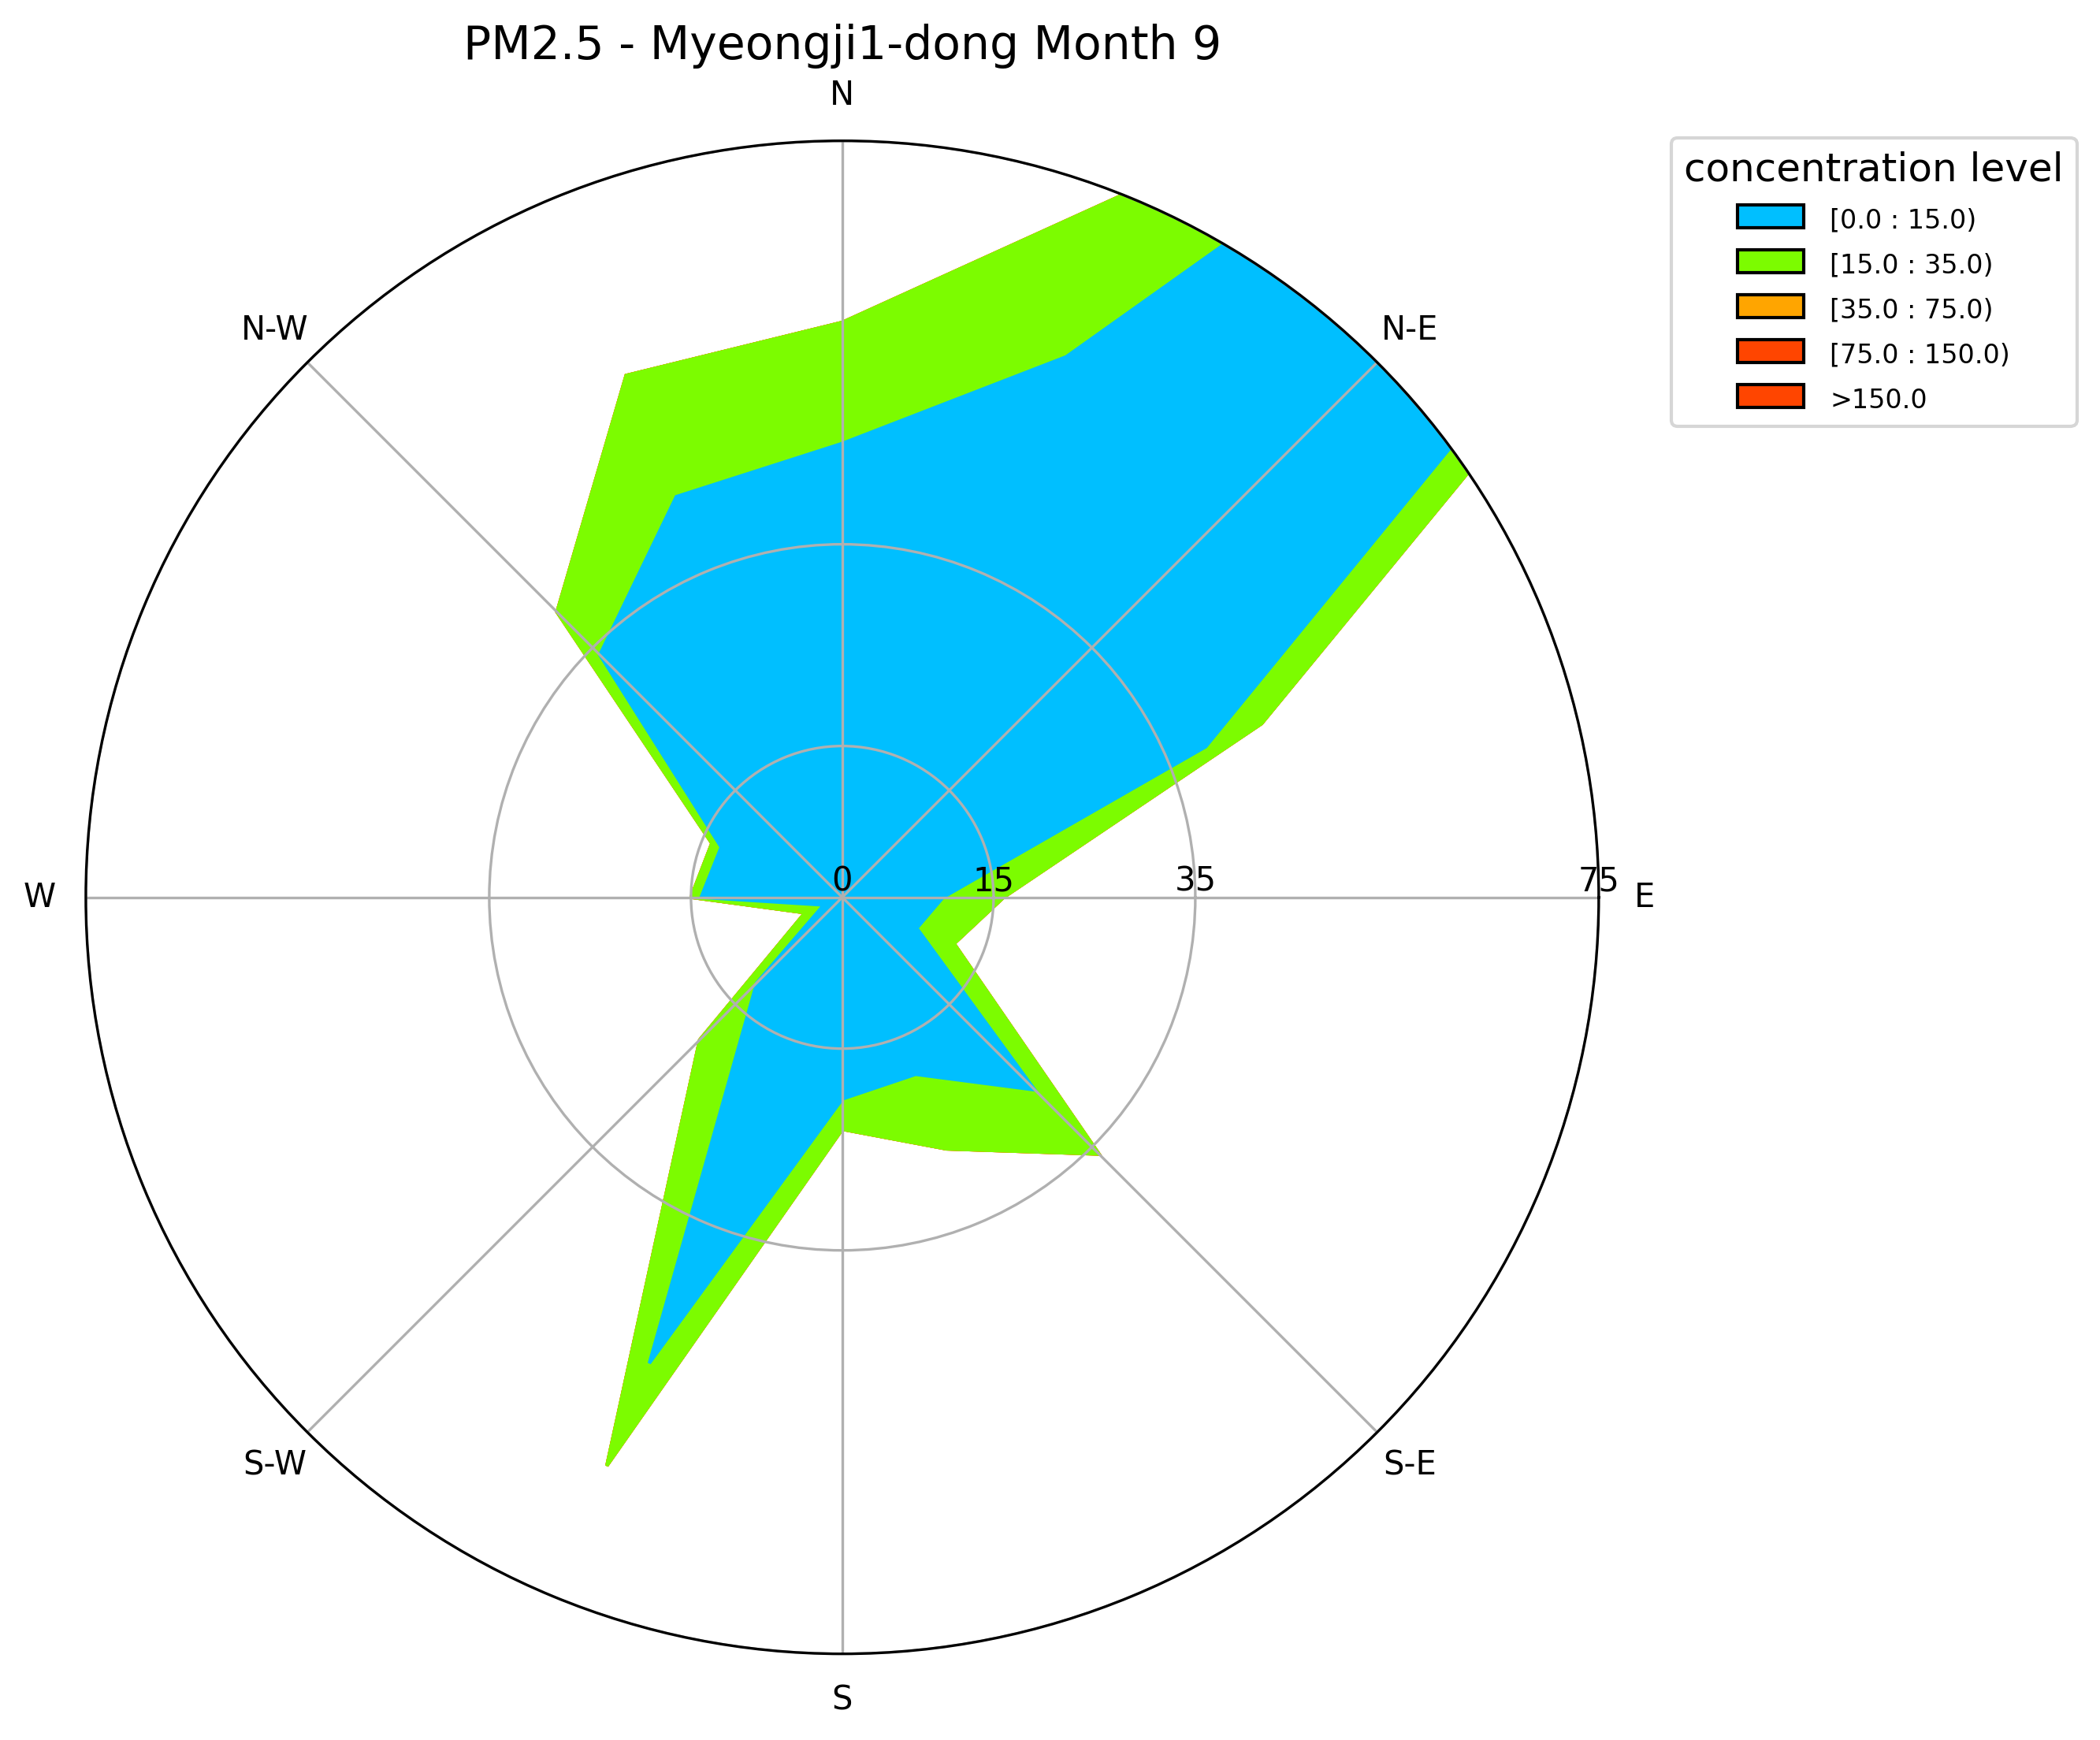 PM2.5 - Myeongji1-dong Month 9
N
concentration level
[0.0 : 15.0)
[15.0 : 35.0)
[35.0 : 75.0)
[75.0 : 150.0)
>150.0
N-W
N-E
W
0
15
35
75
E
S-W
S-E
S